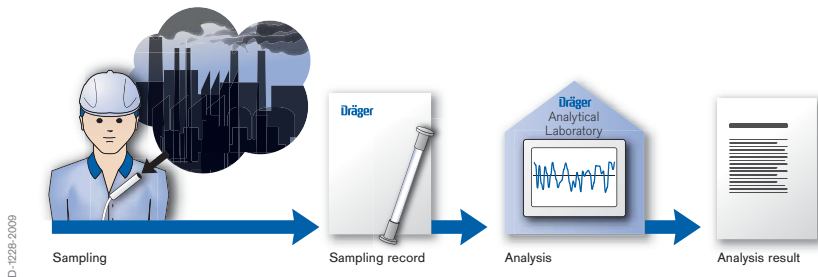 Dräger
Dräger
Analytical
Laboratory
D-1228-2009
Sampling
Sampling record
Analysis
Analysis result